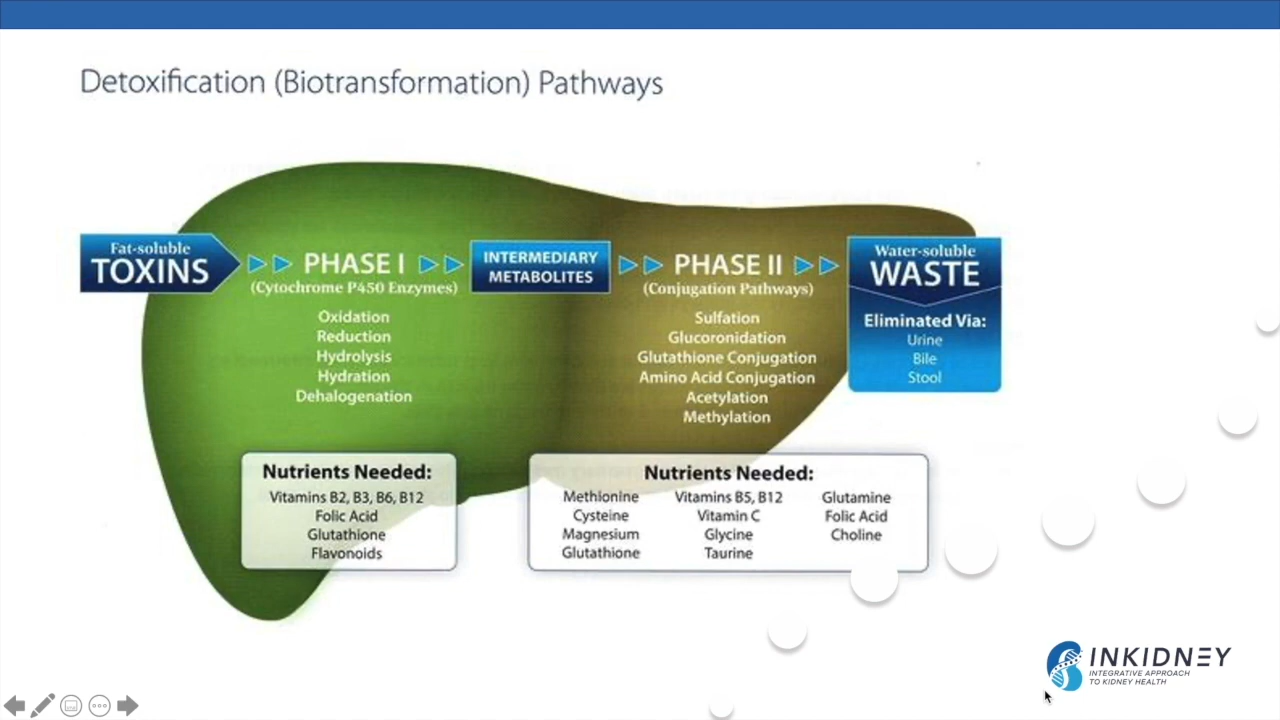 Detoxification (Biotransformation) Pathways
Fat-soluble
TOXINS
PHASE I
(Cytochrome P450 Enzymes)
Oxidation
Reduction
Hydrolysis
Hydration
Dehalogenation
INTERMEDIARY
METABOLITES
PHASE II
(Conjugation Pathways)
Sulfation
Glucoronidation
Glutathione Conjugation
Amino Acid Conjugation
Acetylation
Methylation
Water-soluble
WASTE
Eliminated Via:
Urine
Bile
Stool
Nutrients Needed:
Vitamins B2, B3, B6, B12
Folic Acid
Glutathione
Flavonoids
Nutrients Needed:
Methionine
Cysteine
Magnesium
Glutathione
Vitamins B5, B12
Vitamin C
Glycine
Taurine
Glutamine
Folic Acid
Choline
INKIDNEY
INTEGRATIVE APPROACH
TO KIDNEY HEALTH